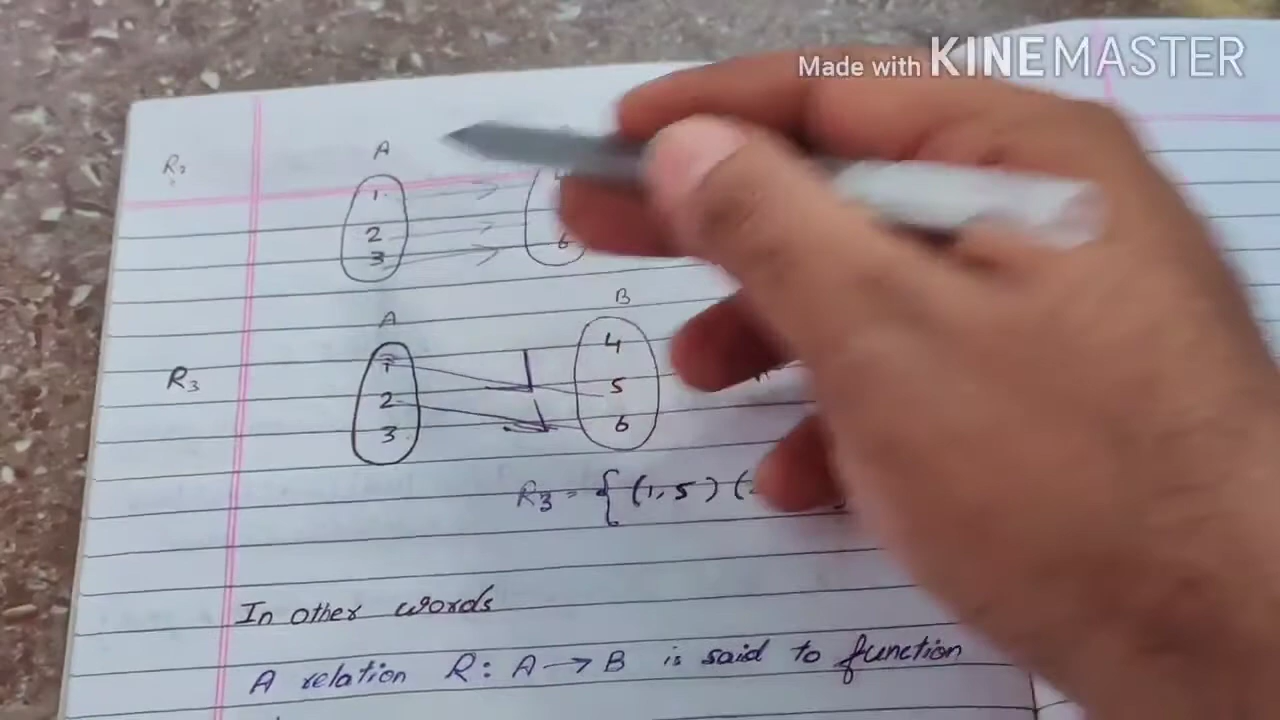 Made with KINEMASTER
R₂ A
1
2
3
6
B
A
R₃
1
2
3
4
5
6
R₃ = { (1, 5) (
In other words
A relation R: A → B is said to function